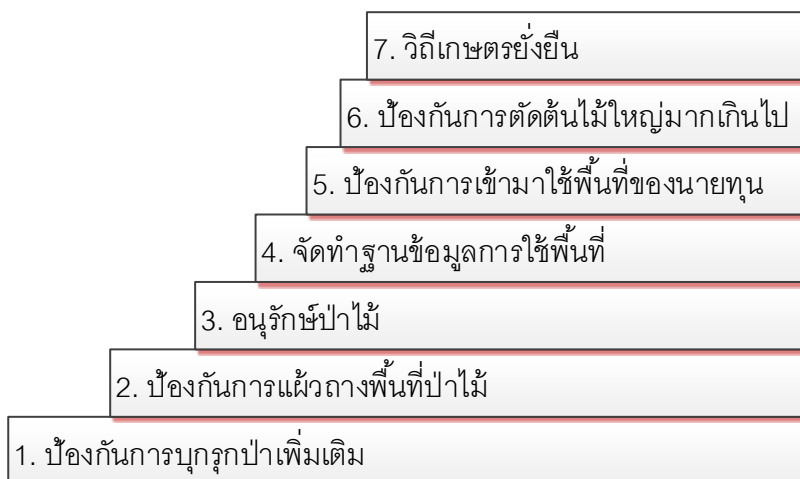 7. วิถีเกษตรยั่งยืน
6. ป้องกันการตัดต้นไม้ใหญ่มากเกินไป
5. ป้องกันการเข้ามาใช้พื้นที่ของนายทุน
4. จัดทำฐานข้อมูลการใช้พื้นที่
3. อนุรักษ์ป่าไม้
2. ป้องกันการแผ้วถางพื้นที่ป่าไม้
1. ป้องกันการบุกรุกป่าเพิ่มเติม